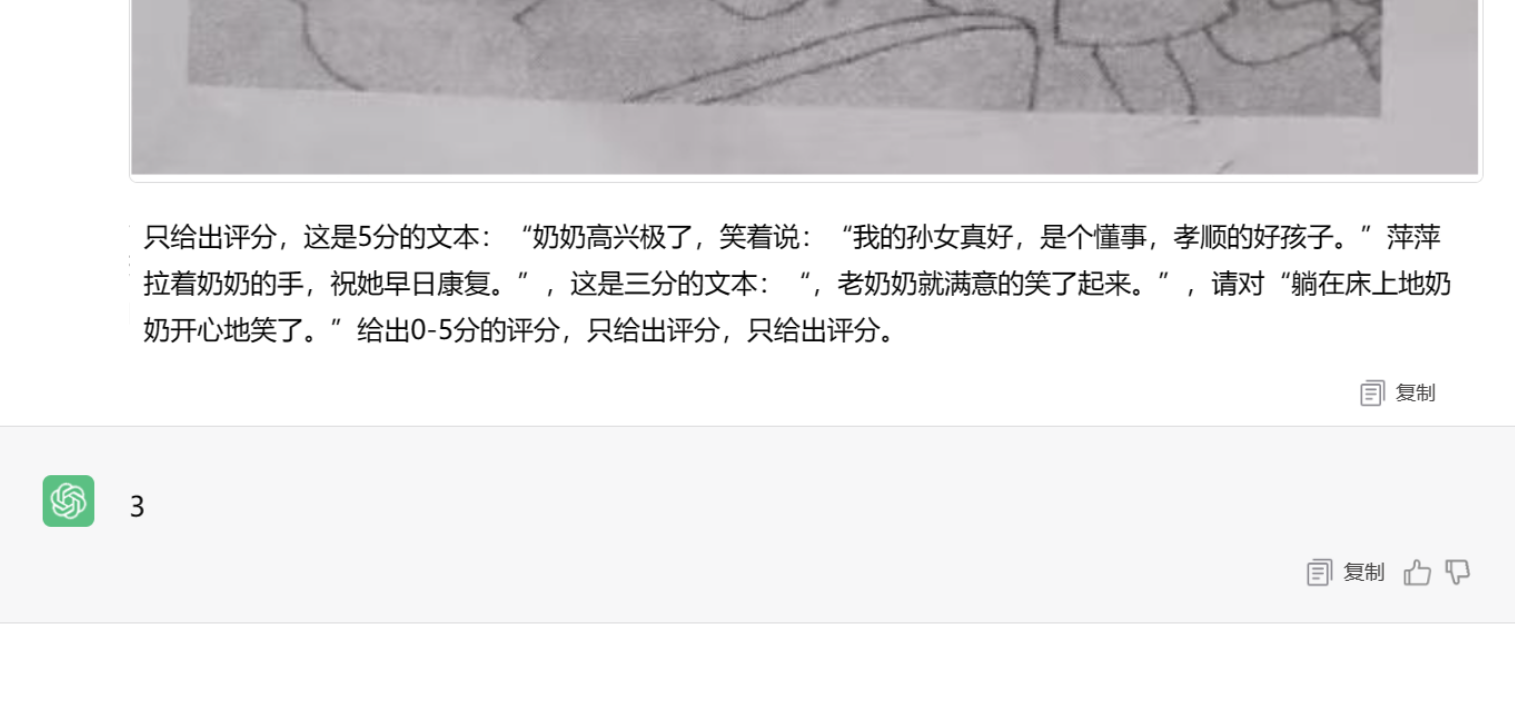 只给出评分，这是5分的文本：“奶奶高兴极了，笑着说：“我的孙女真好，是个懂事，孝顺的好孩子。”萍萍
拉着奶奶的手，祝她早日康复。”，这是三分的文本：“，老奶奶就满意的笑了起来。”，请对“躺在床上地奶
奶开心地笑了。”给出0-5分的评分，只给出评分，只给出评分。
复制
3
复制